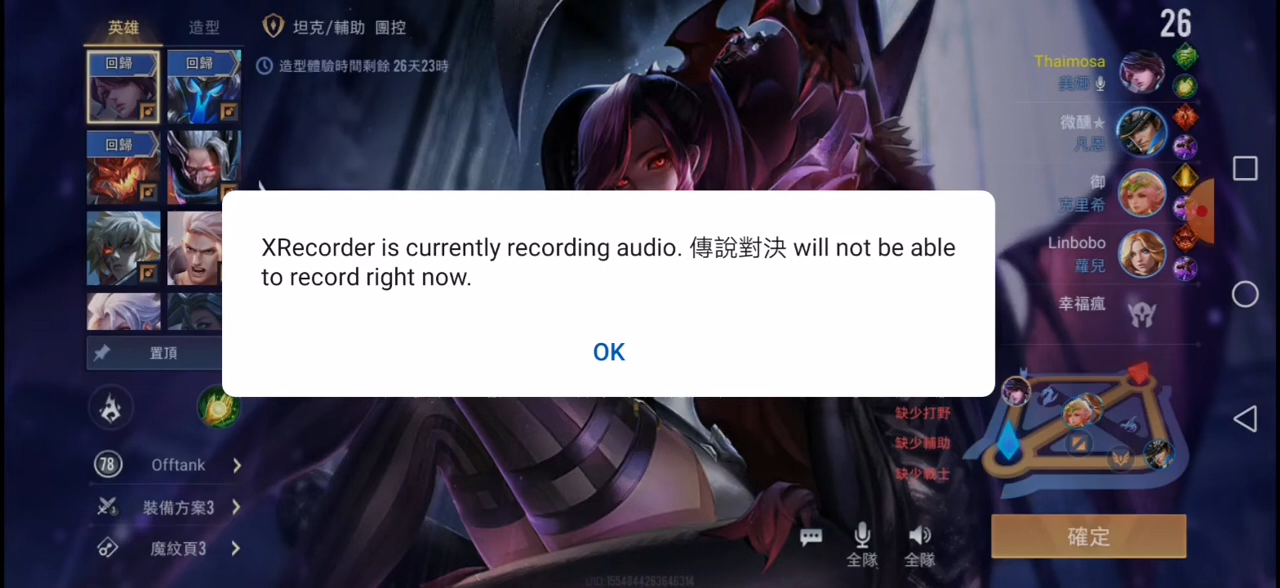 英雄
造型
坦克/輔助 團控
造型體驗時間剩餘 26天23時
26
回歸
回歸
回歸
置頂
78
Offtank
裝備方案3
魔紋頁3
XRecorder is currently recording audio. 傳說對決 will not be able
to record right now.
OK
Thaimosa
美娜
微醺★
凡恩
御
克里希
Linbobo
蘿兒
幸福瘋
缺少打野
缺少輔助
缺少戰士
全隊
全隊
確定
UID:1554844263646314